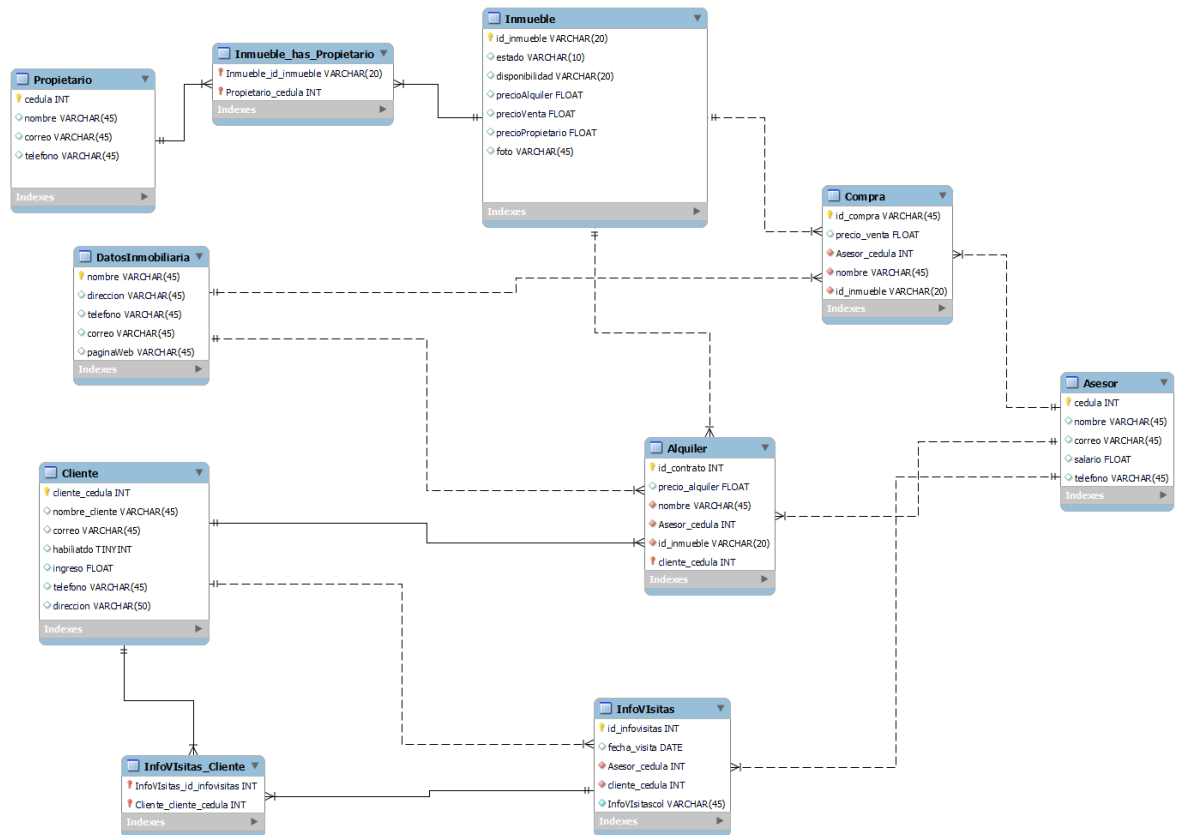 Propietario
cedula INT
nombre VARCHAR(45)
correo VARCHAR(45)
telefono VARCHAR(45)
Indexes
Inmueble_has_Propietario
Inmueble_id_inmueble VARCHAR(20)
Propietario_cedula INT
Indexes
Inmueble
id_inmueble VARCHAR(20)
estado VARCHAR(10)
disponibilidad VARCHAR(20)
precioAlquiler FLOAT
precioVenta FLOAT
precioPropietario FLOAT
foto VARCHAR(45)
Indexes
Compra
id_compra VARCHAR(45)
precio_venta FLOAT
Asesor_cedula INT
nombre VARCHAR(45)
id_inmueble VARCHAR(20)
Indexes
DatosInmobiliaria
nombre VARCHAR(45)
direccion VARCHAR(45)
telefono VARCHAR(45)
correo VARCHAR(45)
paginaWeb VARCHAR(45)
Indexes
Asesor
cedula INT
nombre VARCHAR(45)
correo VARCHAR(45)
salario FLOAT
telefono VARCHAR(45)
Indexes
Alquiler
id_contrato INT
precio_alquiler FLOAT
nombre VARCHAR(45)
Asesor_cedula INT
id_inmueble VARCHAR(20)
cliente_cedula INT
Indexes
Cliente
cliente_cedula INT
nombre_cliente VARCHAR(45)
correo VARCHAR(45)
habiliatdo TINYINT
ingreso FLOAT
telefono VARCHAR(45)
direccion VARCHAR(50)
Indexes
InfoVIsitas
id_infovisitas INT
fecha_visita DATE
Asesor_cedula INT
cliente_cedula INT
InfoVIsitascol VARCHAR(45)
Indexes
InfoVIsitas_Cliente
InfoVIsitas_id_infovisitas INT
Cliente_cliente_cedula INT
Indexes